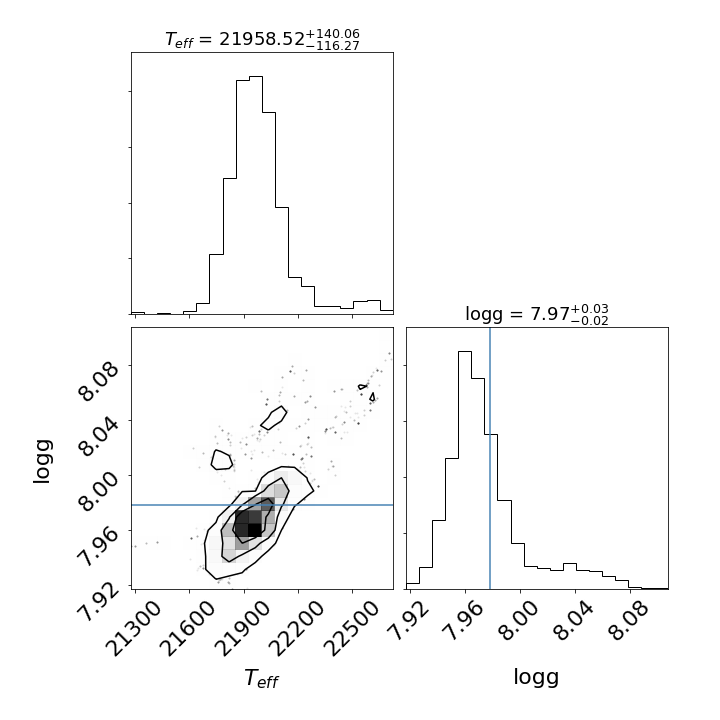 T_eff = 21958.52^{+140.06}_{-116.27}
logg = 7.97^{+0.03}_{-0.02}
logg
8.08
8.04
8.00
7.96
7.92
21300 21600 21900 22200 22500
T_eff
7.92 7.96 8.00 8.04 8.08
logg